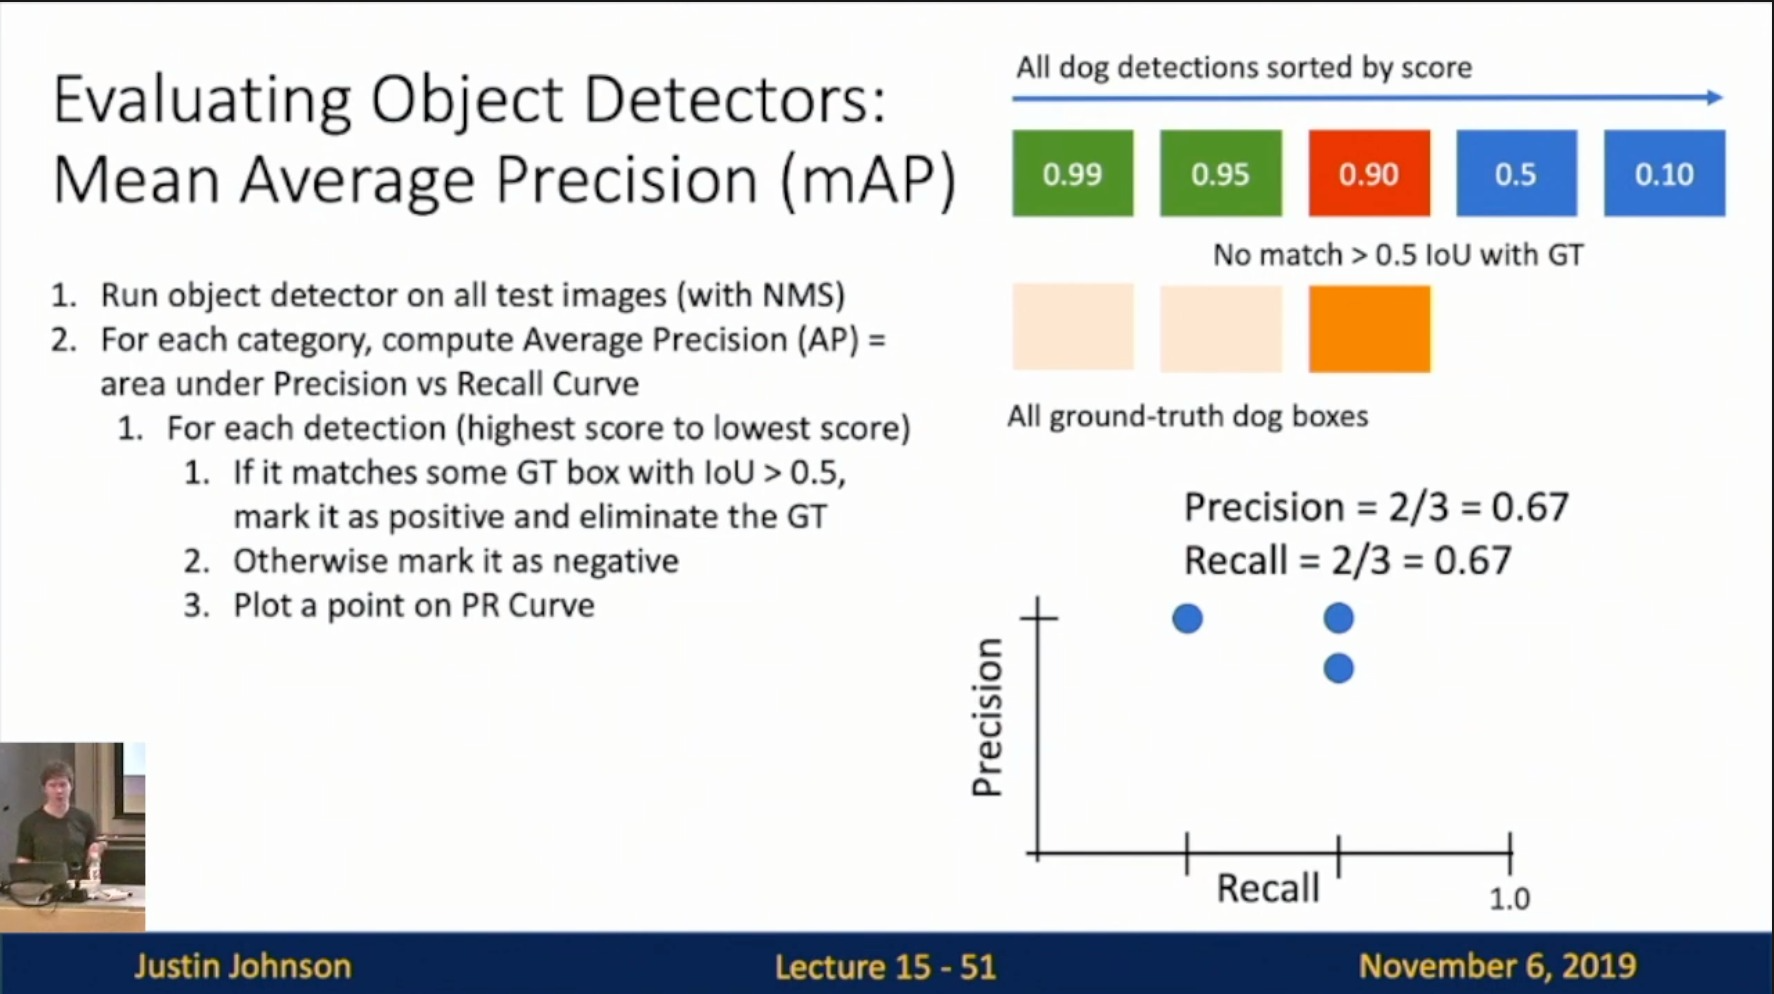 Evaluating Object Detectors:
Mean Average Precision (mAP)
1. Run object detector on all test images (with NMS)
2. For each category, compute Average Precision (AP) =
area under Precision vs Recall Curve
1. For each detection (highest score to lowest score)
1. If it matches some GT box with IoU > 0.5,
mark it as positive and eliminate the GT
2. Otherwise mark it as negative
3. Plot a point on PR Curve
All dog detections sorted by score
0.99 0.95 0.90 0.5 0.10
No match > 0.5 IoU with GT
All ground-truth dog boxes
Precision = 2/3 = 0.67
Recall = 2/3 = 0.67
Precision
Recall
1.0
Justin Johnson
Lecture 15 - 51
November 6, 2019